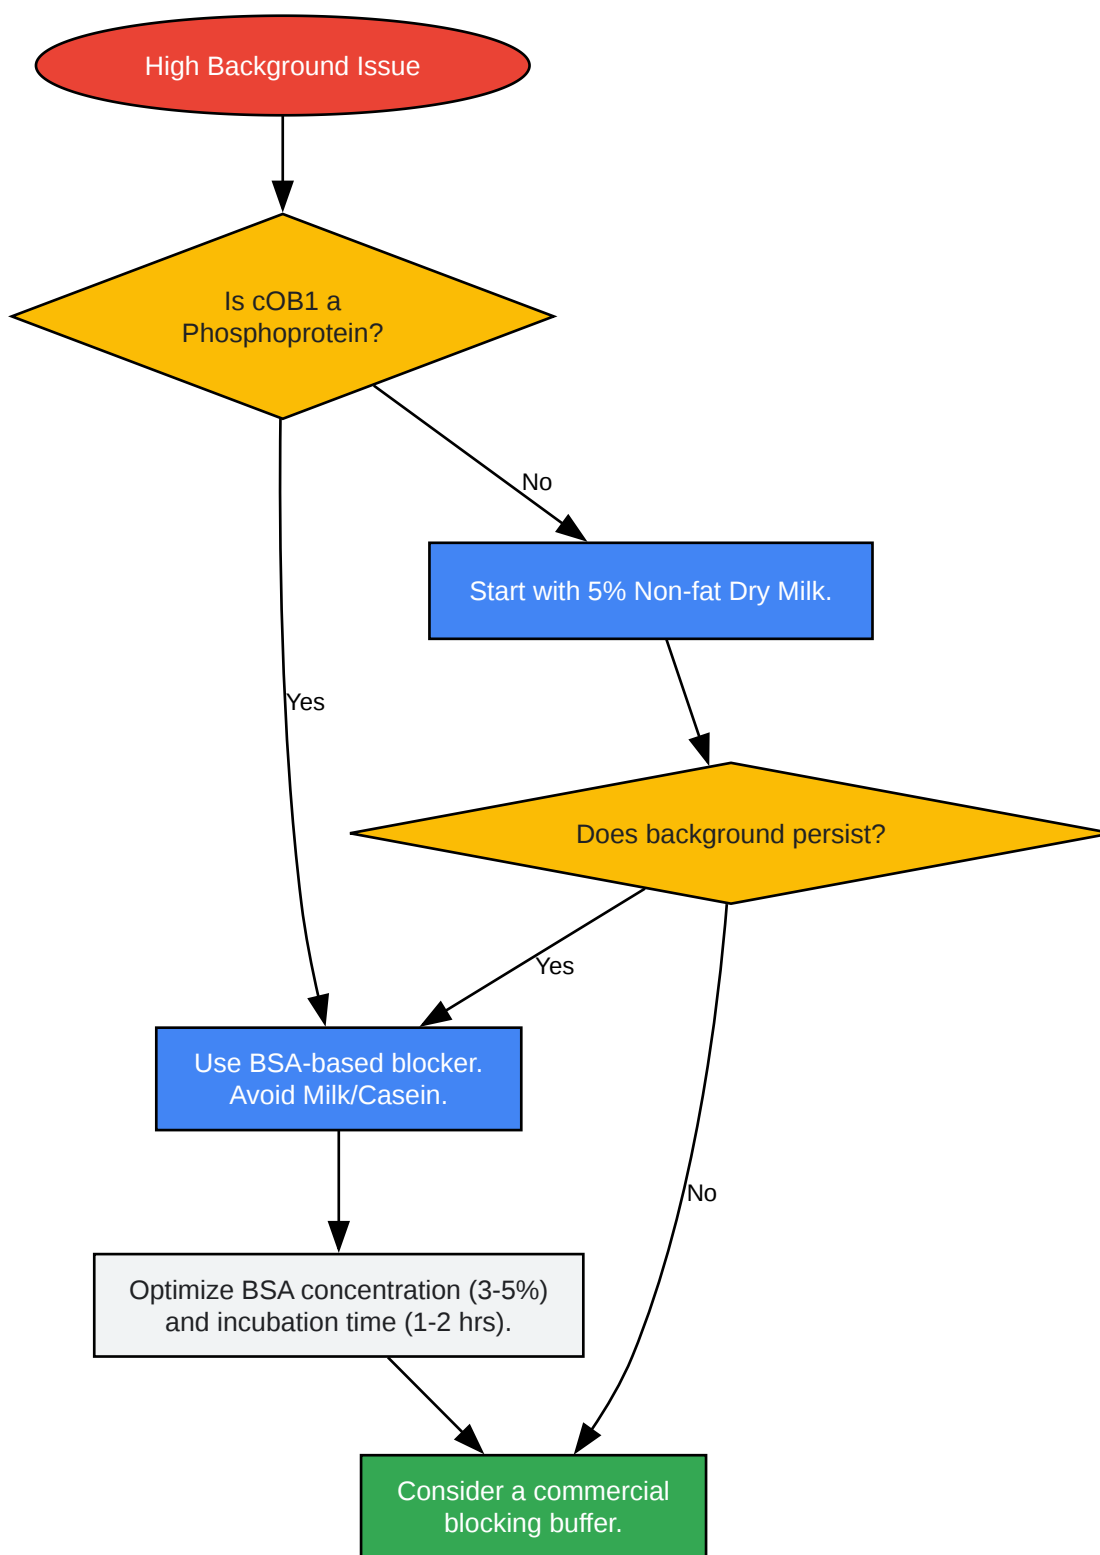 High Background Issue
Is cOB1 a
Phosphoprotein?
No
Start with 5% Non-fat Dry Milk.
Yes
Does background persist?
Yes
Use BSA-based blocker.
Avoid Milk/Casein.
No
Optimize BSA concentration (3-5%)
and incubation time (1-2 hrs).
Consider a commercial
blocking buffer.